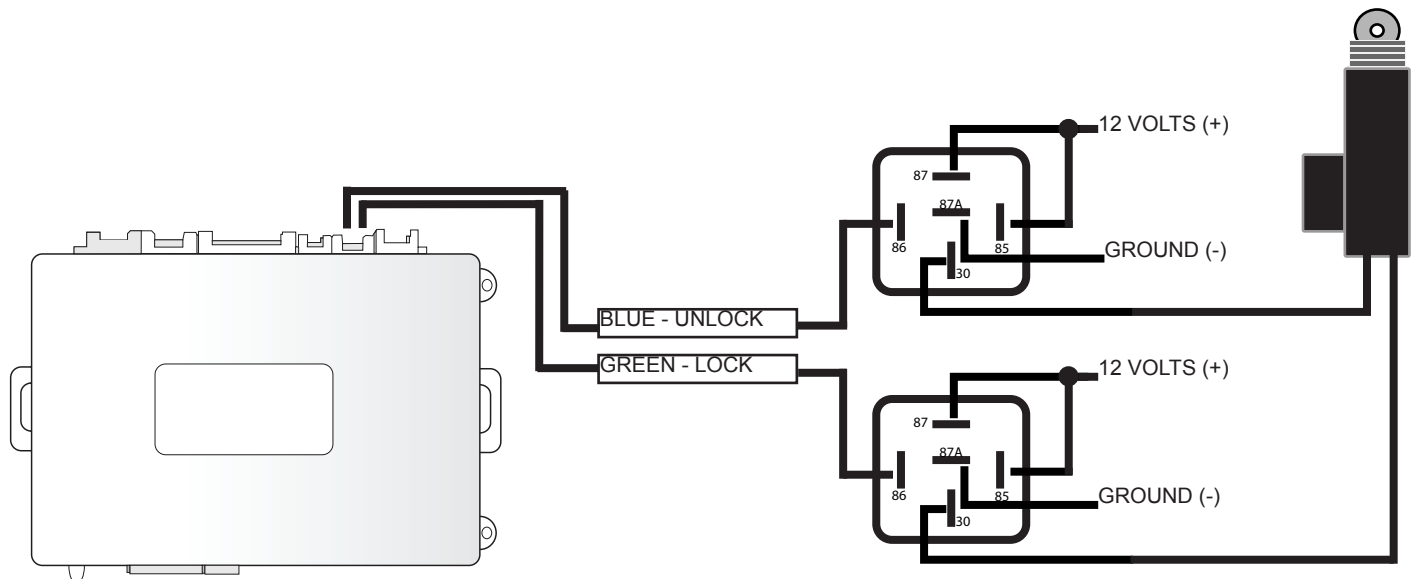 12 VOLTS (+)
87
87A
86
85
30
GROUND (-)
BLUE - UNLOCK
GREEN - LOCK
12 VOLTS (+)
87
87A
86
85
30
GROUND (-)